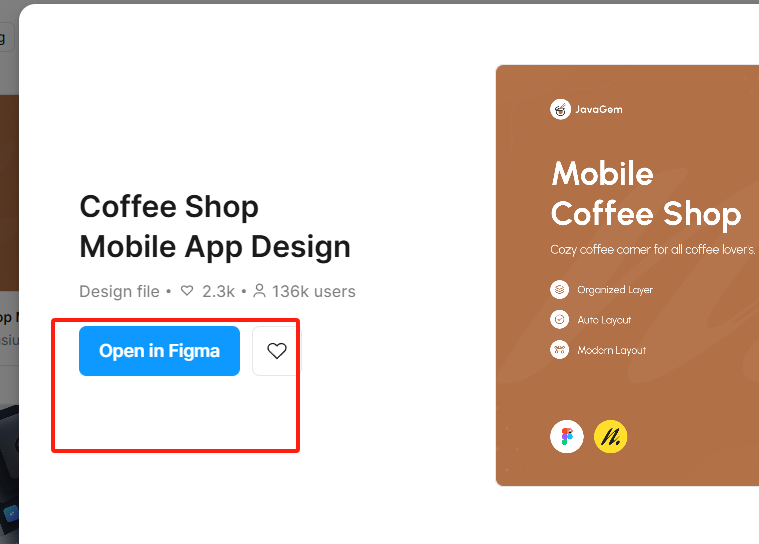 Coffee Shop
Mobile App Design
Design file • 2.3k • 136k users
Open in Figma
JavaGem
Mobile
Coffee Shop
Cozy coffee corner for all coffee lovers.
Organized Layer
Auto Layout
Modern Layout